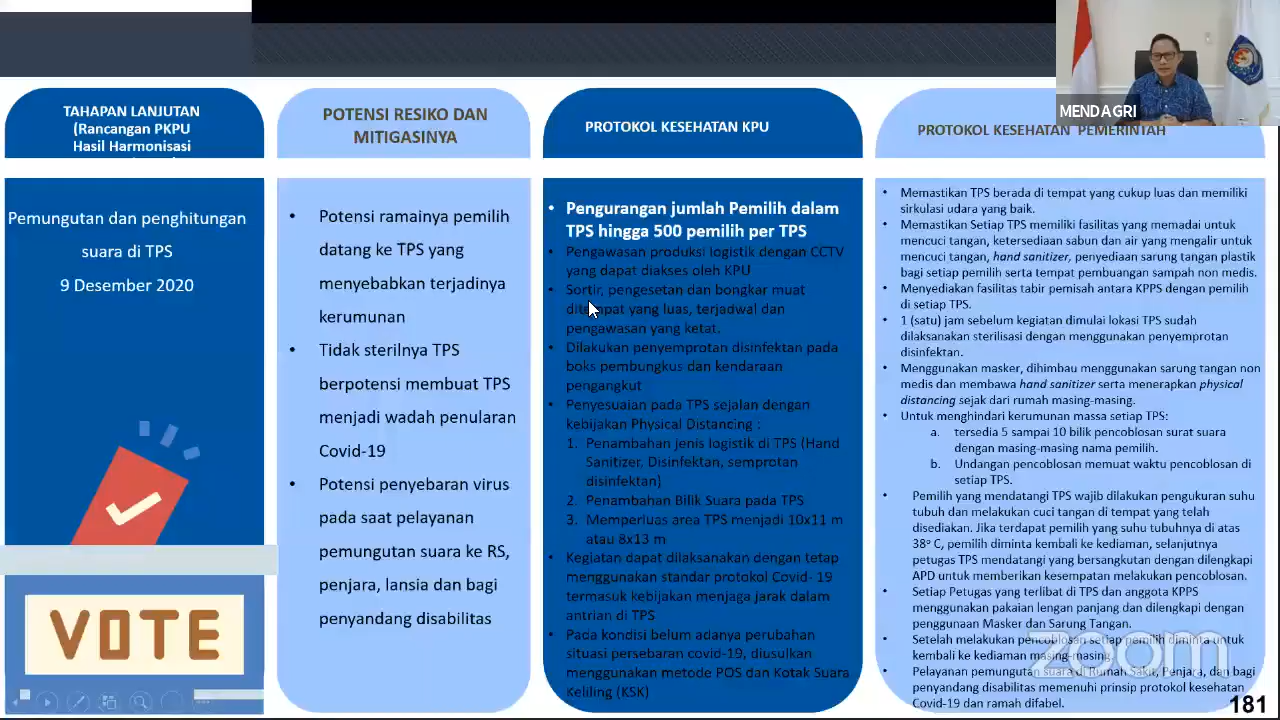 MENDAGRI
TAHAPAN LANJUTAN
(Rancangan PKPU
Hasil Harmonisasi
Pemungutan dan penghitungan
suara di TPS
9 Desember 2020
VOTE
POTENSI RESIKO DAN
MITIGASINYA
• Potensi ramainya pemilih
datang ke TPS yang
menyebabkan terjadinya
kerumunan
• Tidak sterilnya TPS
berpotensi membuat TPS
menjadi wadah penularan
Covid-19
• Potensi penyebaran virus
pada saat pelayanan
pemungutan suara ke RS,
penjara, lansia dan bagi
penyandang disabilitas
PROTOKOL KESEHATAN KPU
• Pengurangan jumlah Pemilih dalam
TPS hingga 500 pemilih per TPS
• Pengawasan produksi logistik dengan CCTV
yang dapat diakses oleh KPU
• Sortir, pengesetan dan bongkar muat
ditempat yang luas, terjadwal dan
pengawasan yang ketat.
• Dilakukan penyemprotan disinfektan pada
boks pembungkus dan kendaraan
pengangkut
• Penyesuaian pada TPS sejalan dengan
kebijakan Physical Distancing :
1. Penambahan jenis logistik di TPS (Hand
Sanitizer, Disinfektan, semprotan
disinfektan)
2. Penambahan Bilik Suara pada TPS
3. Memperluas area TPS menjadi 10x11 m
atau 8x13 m
• Kegiatan dapat dilaksanakan dengan tetap
menggunakan standar protokol Covid- 19
termasuk kebijakan menjaga jarak dalam
antrian di TPS
• Pada kondisi belum adanya perubahan
situasi persebaran covid-19, diusulkan
menggunakan metode POS dan Kotak Suara
Keliling (KSK)
PROTOKOL KESEHATAN PEMERINTAH
• Memastikan TPS berada di tempat yang cukup luas dan memiliki
sirkulasi udara yang baik.
• Memastikan Setiap TPS memiliki fasilitas yang memadai untuk
mencuci tangan, ketersediaan sabun dan air yang mengalir untuk
mencuci tangan, hand sanitizer, penyediaan sarung tangan plastik
bagi setiap pemilih serta tempat pembuangan sampah non medis.
• Menyediakan fasilitas tabir pemisah antara KPPS dengan pemilih
di setiap TPS.
• 1 (satu) jam sebelum kegiatan dimulai lokasi TPS sudah
dilaksanakan sterilisasi dengan menggunakan penyemprotan
disinfektan.
• Menggunakan masker, dihimbau menggunakan sarung tangan non
medis dan membawa hand sanitizer serta menerapkan physical
distancing sejak dari rumah masing-masing.
• Untuk menghindari kerumunan massa setiap TPS:
a. tersedia 5 sampai 10 bilik pencoblosan surat suara
dengan masing-masing nama pemilih.
b. Undangan pencoblosan memuat waktu pencoblosan di
setiap TPS.
• Pemilih yang mendatangi TPS wajib dilakukan pengukuran suhu
tubuh dan melakukan cuci tangan di tempat yang telah
disediakan. Jika terdapat pemilih yang suhu tubuhnya di atas
38° C, pemilih diminta kembali ke kediaman, selanjutnya
petugas TPS mendatangi yang bersangkutan dengan dilengkapi
APD untuk memberikan kesempatan melakukan pencoblosan.
• Setiap Petugas yang terlibat di TPS dan anggota KPPS
menggunakan pakaian lengan panjang dan dilengkapi dengan
penggunaan Masker dan Sarung Tangan.
• Setelah melakukan pencoblosan setiap pemilih diminta untuk
kembali ke kediaman masing-masing.
• Pelayanan pemungutan suara di Rumah Sakit, Penjara, dan bagi
penyandang disabilitas memenuhi prinsip protokol kesehatan
Covid-19 dan ramah difabel.
zoom
181